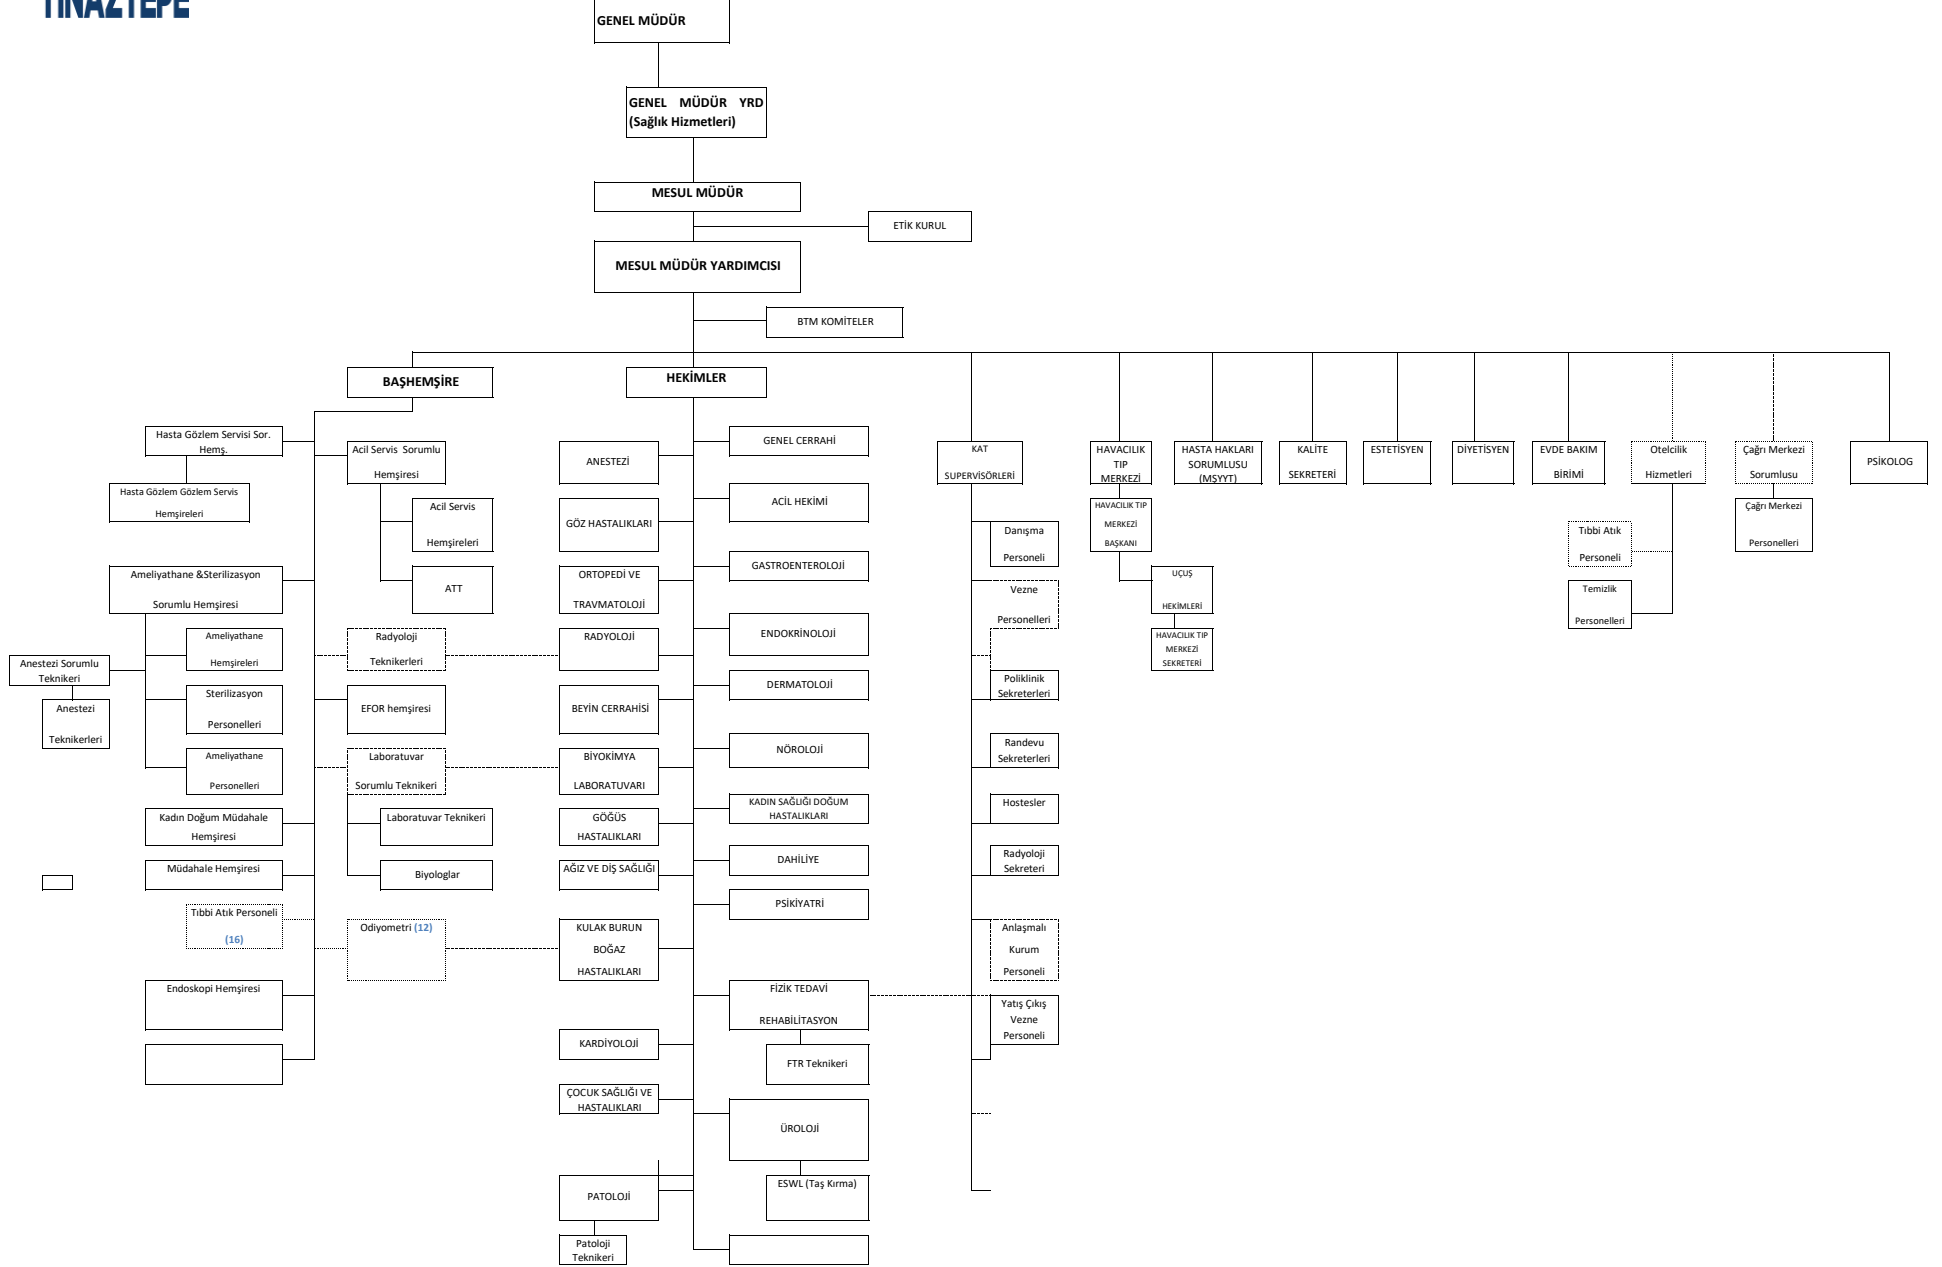 TINAZTEPE
GENEL MÜDÜR
GENEL MÜDÜR YRD
(Sağlık Hizmetleri)
MESUL MÜDÜR
ETİK KURUL
MESUL MÜDÜR YARDIMCISI
BTM KOMİTELER
BAŞHEMŞİRE
HEKİMLER
Hasta Gözlem Servisi Sor.
Hemş.
Hasta Gözlem Gözlem Servis
Hemşireleri
Acil Servis Sorumlu
Hemşiresi
Acil Servis
Hemşireleri
ATT
Ameliyathane &Sterilizasyon
Sorumlu Hemşiresi
Ameliyathane
Hemşireleri
Anestezi Sorumlu
Teknikeri
Anestezi
Teknikerleri
Sterilizasyon
Personelleri
Ameliyathane
Personelleri
Radyoloji
Teknikerleri
EFOR hemşiresi
Laboratuvar
Sorumlu Teknikeri
Laboratuvar Teknikeri
Biyologlar
Kadın Doğum Müdahale
Hemşiresi
Müdahale Hemşiresi
Tıbbi Atık Personeli
(16)
Odiyometri (12)
Endoskopi Hemşiresi
ANESTEZİ
GÖZ HASTALIKLARI
ORTOPEDİ VE
TRAVMATOLOJİ
RADYOLOJİ
BEYİN CERRAHİSİ
BİYOKİMYA
LABORATUVARI
GÖĞÜS
HASTALIKLARI
AĞIZ VE DİŞ SAĞLIĞI
KULAK BURUN
BOĞAZ
HASTALIKLARI
KARDİYOLOJİ
ÇOCUK SAĞLIĞI VE
HASTALIKLARI
PATOLOJİ
Patoloji
Teknikeri
GENEL CERRAHİ
ACİL HEKİMİ
GASTROENTEROLOJİ
ENDOKRİNOLOJİ
DERMATOLOJİ
NÖROLOJİ
KADIN SAĞLIĞI DOĞUM
HASTALIKLARI
DAHİLİYE
PSİKİYATRİ
FİZİK TEDAVİ
REHABİLİTASYON
FTR Teknikeri
ÜROLOJİ
ESWL (Taş Kırma)
KAT
SUPERVİSÖRLERİ
Danışma
Personeli
Vezne
Personelleri
Poliklinik
Sekreterleri
Randevu
Sekreterleri
Hostesler
Radyoloji
Sekreteri
Anlaşmalı
Kurum
Personeli
Yatış Çıkış
Vezne
Personeli
HAVACILIK
TIP
MERKEZİ
HAVACILIK TIP
MERKEZİ
BAŞKANI
UÇUŞ
HEKİMLERİ
HAVACILIK TIP
MERKEZİ
SEKRETERİ
HASTA HAKLARI
SORUMLUSU
(MŞYYT)
KALİTE
SEKRETERİ
ESTETİSYEN
DİYETİSYEN
EVDE BAKIM
BİRİMİ
Otelcilik
Hizmetleri
Tıbbi Atık
Personeli
Temizlik
Personelleri
Çağrı Merkezi
Sorumlusu
Çağrı Merkezi
Personelleri
PSİKOLOG